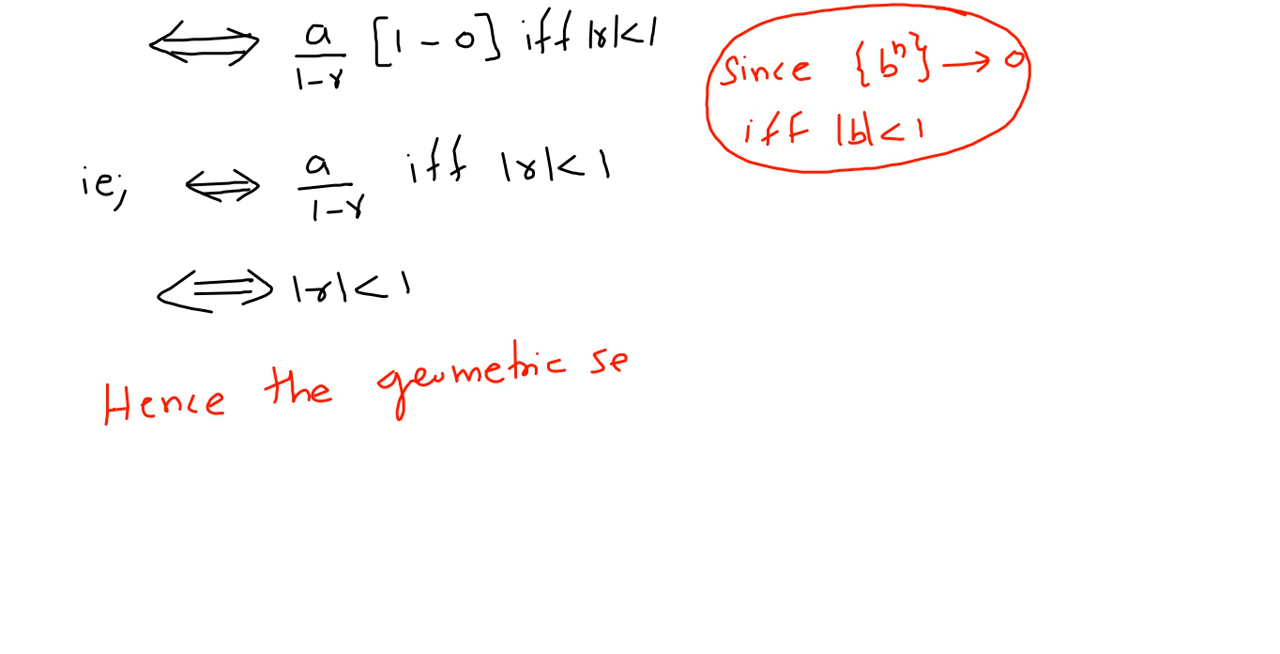 ⟺ a/(1-r) [1 - 0] iff |r| < 1
Since {bⁿ} → 0
iff |b| < 1
ie; ⟺ a/(1-r) iff |r| < 1
⟺ |r| < 1
Hence the geometric se